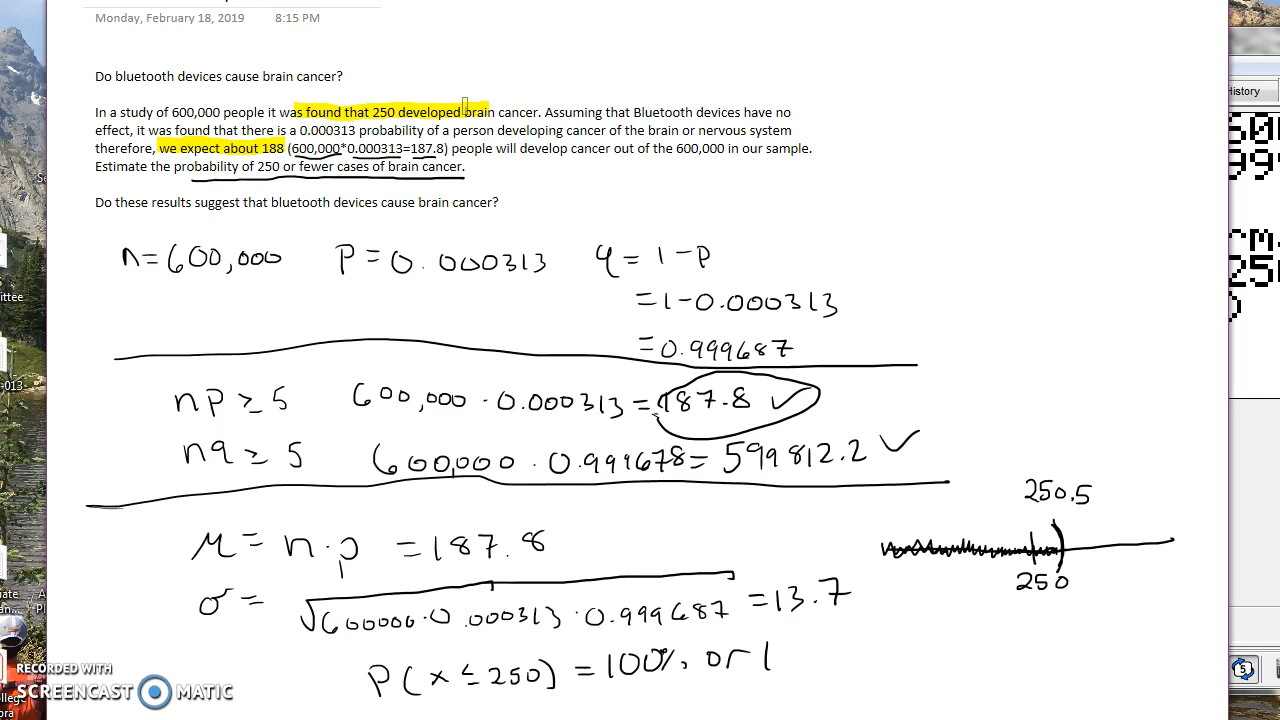 Monday, February 18, 2019 8:15 PM
Do bluetooth devices cause brain cancer?
In a study of 600,000 people it was found that 250 developed brain cancer. Assuming that Bluetooth devices have no
effect, it was found that there is a 0.000313 probability of a person developing cancer of the brain or nervous system
therefore, we expect about 188 (600,000*0.000313=187.8) people will develop cancer out of the 600,000 in our sample.
Estimate the probability of 250 or fewer cases of brain cancer.
Do these results suggest that bluetooth devices cause brain cancer?
n=600,000 P=0.000313 q=1-p
=1-0.000313
=0.999687
np≥5 600,000·0.000313=187.8 ✓
nq≥5 600,000·0.999678=599812.2 ✓
250.5
μ= n·p =187.8
250
σ= √600000·0.000313·0.999687 =13.7
P(x≤250) =100% or 1
RECORDED WITH
SCREENCAST MATIC
History
ittee
-013
5